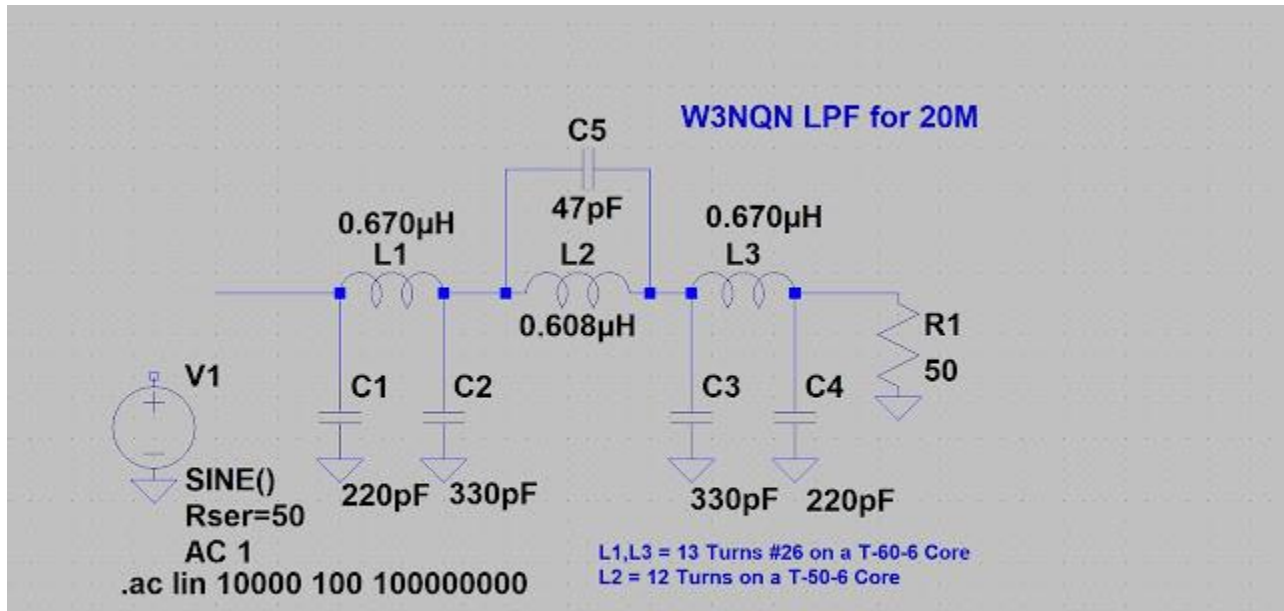 W3NQN LPF for 20M
C5
47pF
0.670µH
L1
L2
0.608µH
0.670µH
L3
R1
50
V1
C1
C2
C3
C4
220pF
330pF
330pF
220pF
SINE()
Rser=50
AC 1
.ac lin 10000 100 100000000
L1,L3 = 13 Turns #26 on a T-60-6 Core
L2 = 12 Turns on a T-50-6 Core